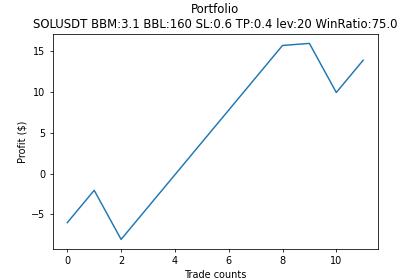 Portfolio
SOLUSDT BBM:3.1 BBL:160 SL:0.6 TP:0.4 lev:20 WinRatio:75.0
Profit ($)
15
10
5
0
−5
0 2 4 6 8 10
Trade counts